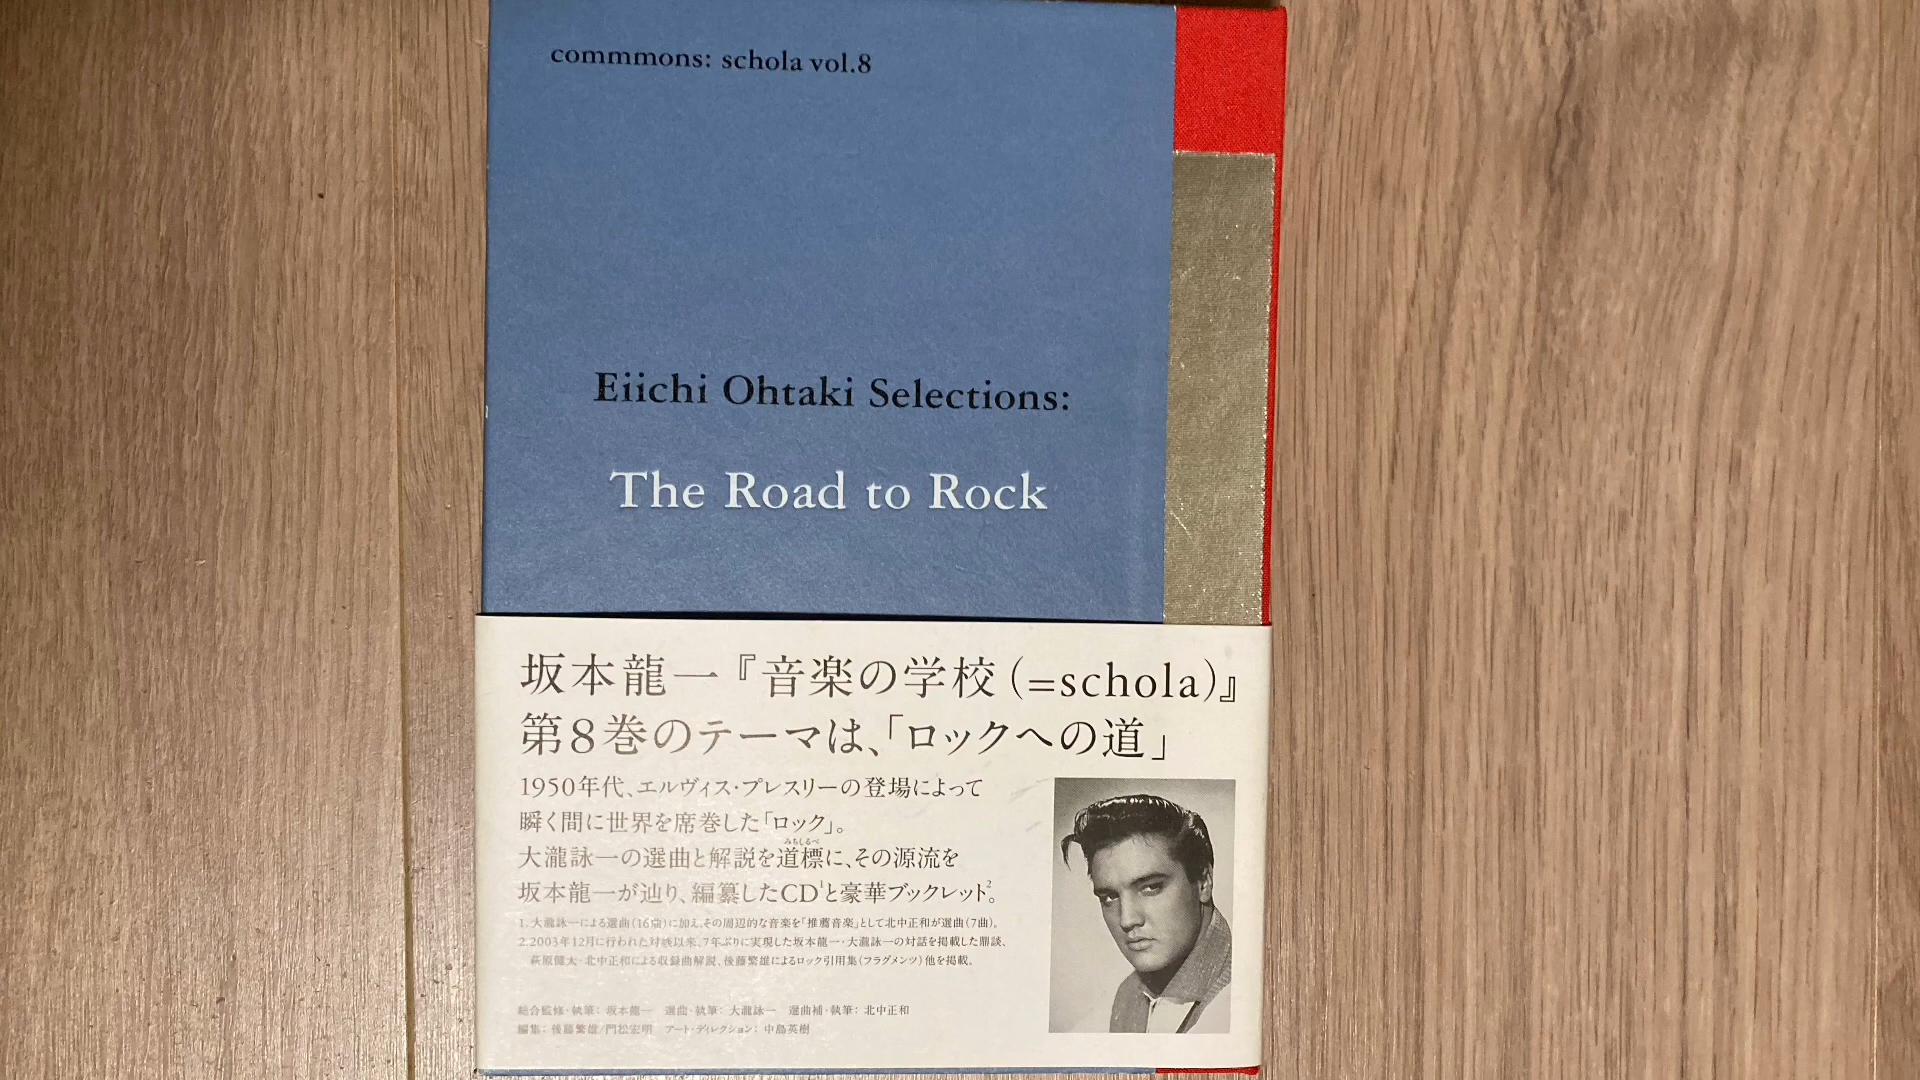 commmons: schola vol.8
Eiichi Ohtaki Selections:
The Road to Rock
坂本龍一『音楽の学校(=schola)』
第8巻のテーマは、「ロックへの道」
1950年代、エルヴィス・プレスリーの登場によって
瞬く間に世界を席巻した「ロック」。
みちしるべ
大瀧詠一の選曲と解説を道標に、その源流を
坂本龍一が辿り、編纂したCD¹と豪華ブックレット²。
1.大瀧詠一による選曲(16曲)に加え、その周辺的な音楽を「推薦音楽」として北中正和が選曲(7曲)。
2.2003年12月に行われた対談以来、7年ぶりに実現した坂本龍一・大瀧詠一の対話を掲載した鼎談、
萩原健太・北中正和による収録曲解説、後藤繁雄によるロック引用集(フラグメンツ)他を掲載。
総合監修・執筆: 坂本龍一 選曲・執筆: 大瀧詠一 選曲補・執筆: 北中正和
編集: 後藤繁雄/門松宏明 アート・ディレクション: 中島英樹